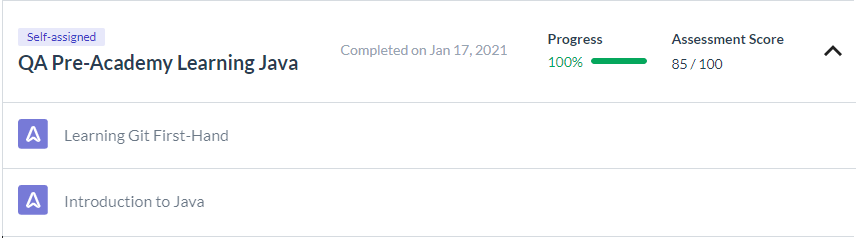 Self-assigned
QA Pre-Academy Learning Java
Completed on Jan 17, 2021
Progress
100%
Assessment Score
85 / 100
Learning Git First-Hand
Introduction to Java